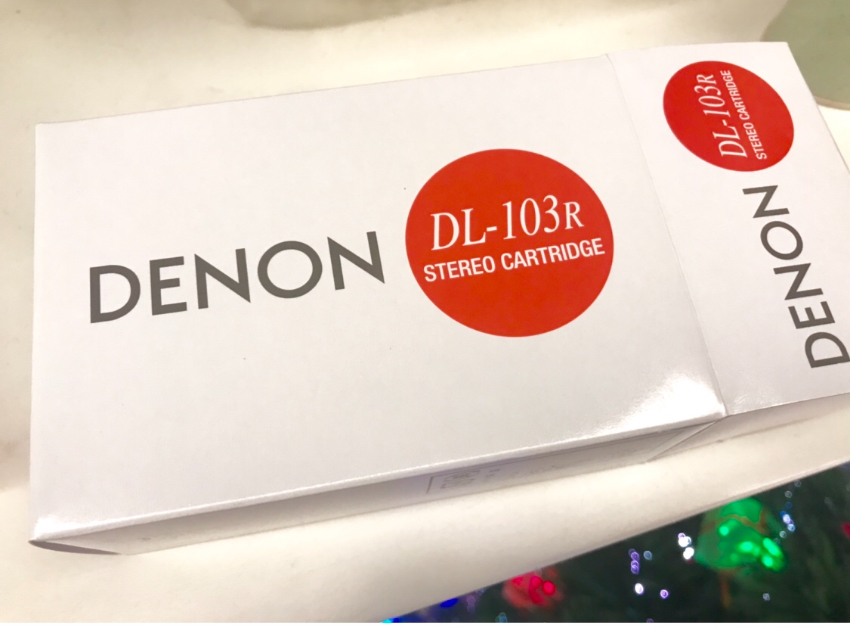 DENON
DL-103R
STEREO CARTRIDGE
DL-103R
STEREO CARTRIDGE
DENON